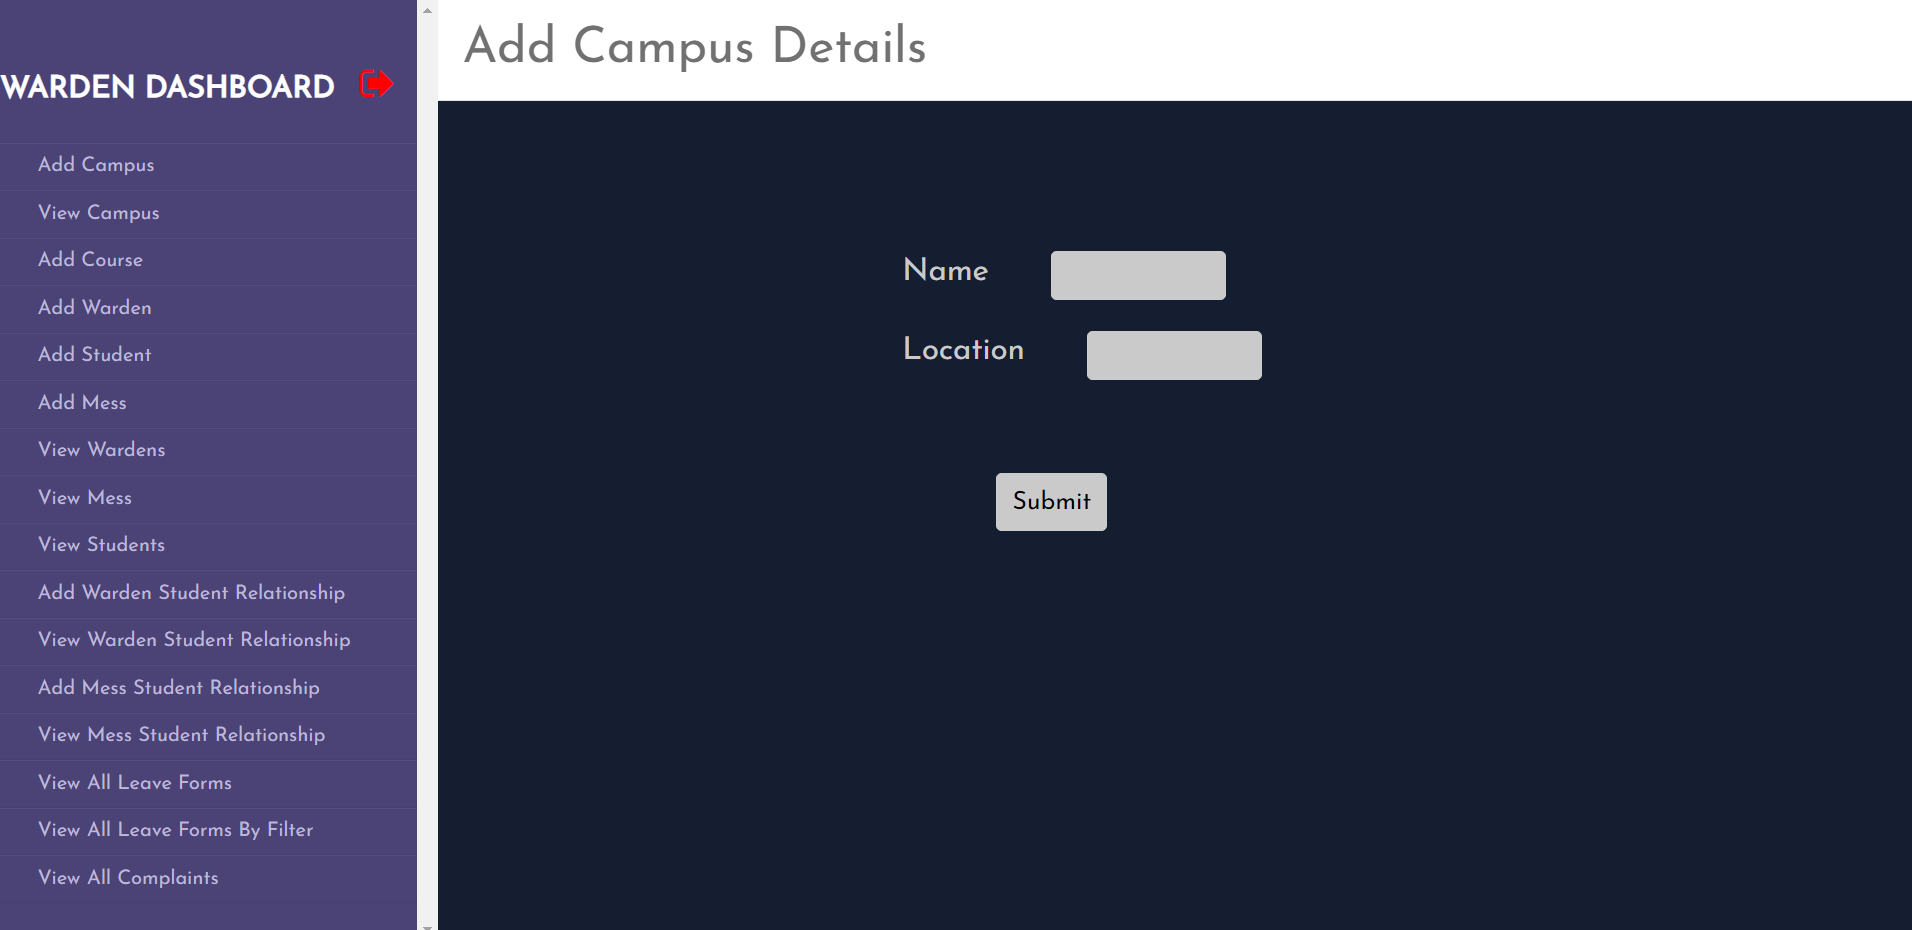 WARDEN DASHBOARD
Add Campus
View Campus
Add Course
Add Warden
Add Student
Add Mess
View Wardens
View Mess
View Students
Add Warden Student Relationship
View Warden Student Relationship
Add Mess Student Relationship
View Mess Student Relationship
View All Leave Forms
View All Leave Forms By Filter
View All Complaints
Add Campus Details
Name
Location
Submit